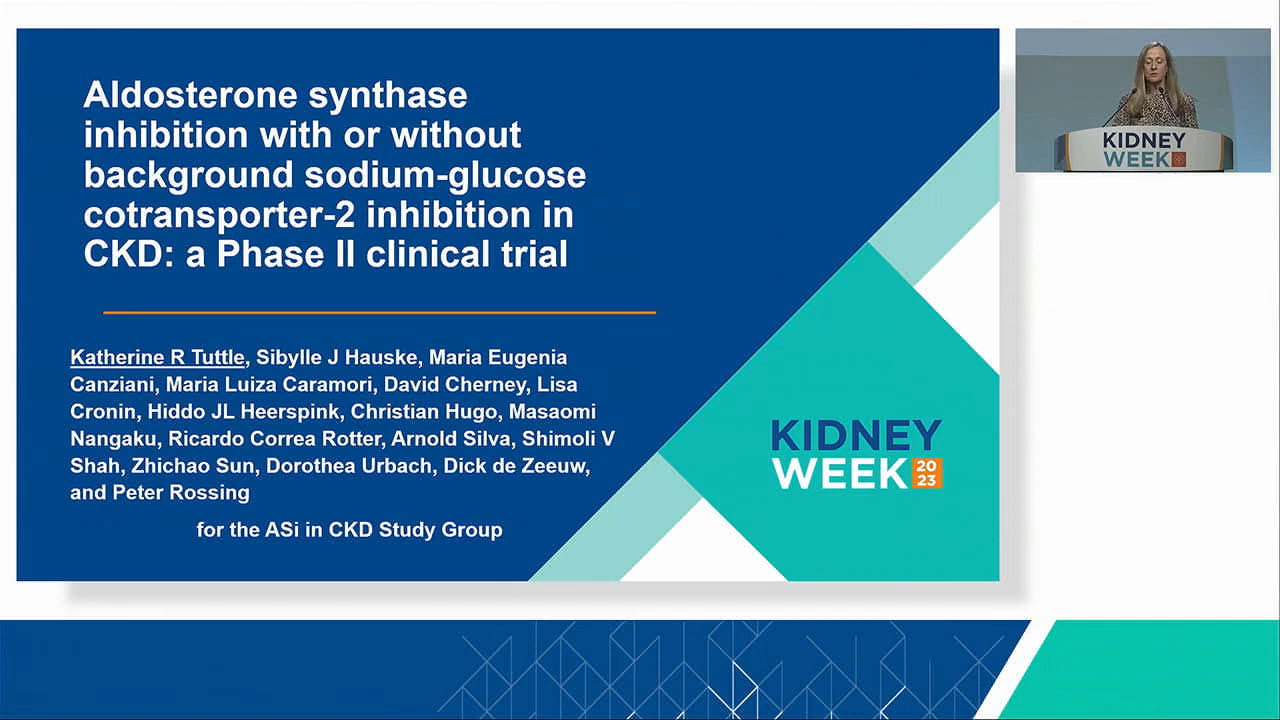 Aldosterone synthase
inhibition with or without
background sodium-glucose
cotransporter-2 inhibition in
CKD: a Phase II clinical trial
Katherine R Tuttle, Sibylle J Hauske, Maria Eugenia
Canziani, Maria Luiza Caramori, David Cherney, Lisa
Cronin, Hiddo JL Heerspink, Christian Hugo, Masaomi
Nangaku, Ricardo Correa Rotter, Arnold Silva, Shimoli V
Shah, Zhichao Sun, Dorothea Urbach, Dick de Zeeuw,
and Peter Rossing
for the ASi in CKD Study Group
KIDNEY
WEEK 20
23
KIDNEY
WEEK